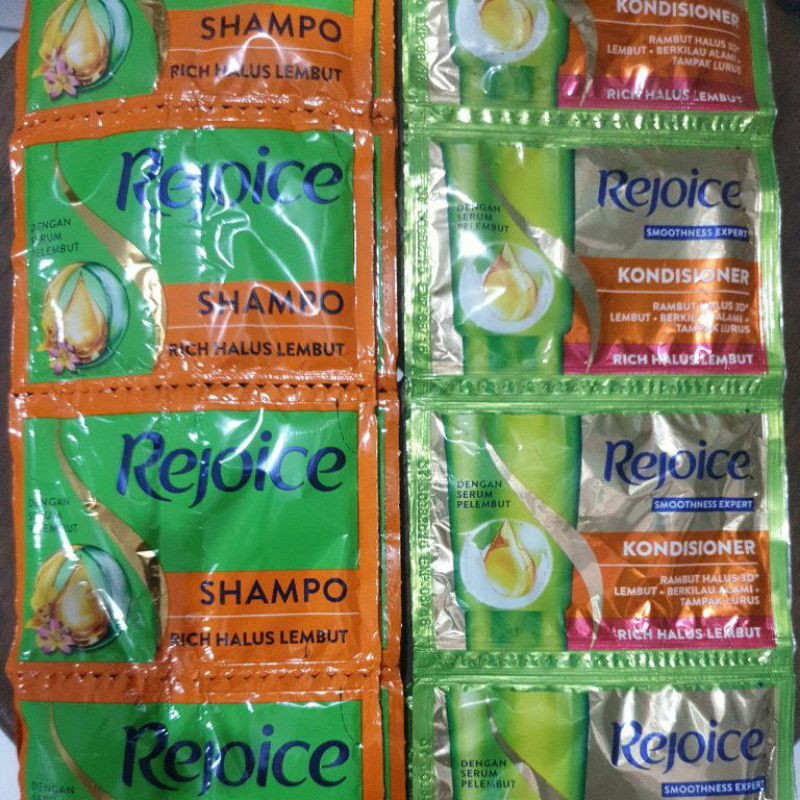 SHAMPO
RICH HALUS LEMBUT
Rejoice
DENGAN
SERUM
PELEMBUT
SHAMPO
RICH HALUS LEMBUT
Rejoice
DENGAN
SERUM
PELEMBUT
SHAMPO
RICH HALUS LEMBUT
Rejoice
DENGAN
KONDISIONER
RAMBUT HALUS 3D*
LEMBUT • BERKILAU ALAMI •
TAMPAK LURUS
RICH HALUS LEMBUT
Rejoice
SMOOTHNESS EXPERT
DENGAN
SERUM
PELEMBUT
KONDISIONER
RAMBUT HALUS 3D*
LEMBUT • BERKILAU ALAMI •
TAMPAK LURUS
RICH HALUS LEMBUT
Rejoice
SMOOTHNESS EXPERT
DENGAN
SERUM
PELEMBUT
KONDISIONER
RAMBUT HALUS 3D*
LEMBUT • BERKILAU ALAMI •
TAMPAK LURUS
RICH HALUS LEMBUT
Rejoice
SMOOTHNESS EXPERT
DENGAN
SERUM
PELEMBUT